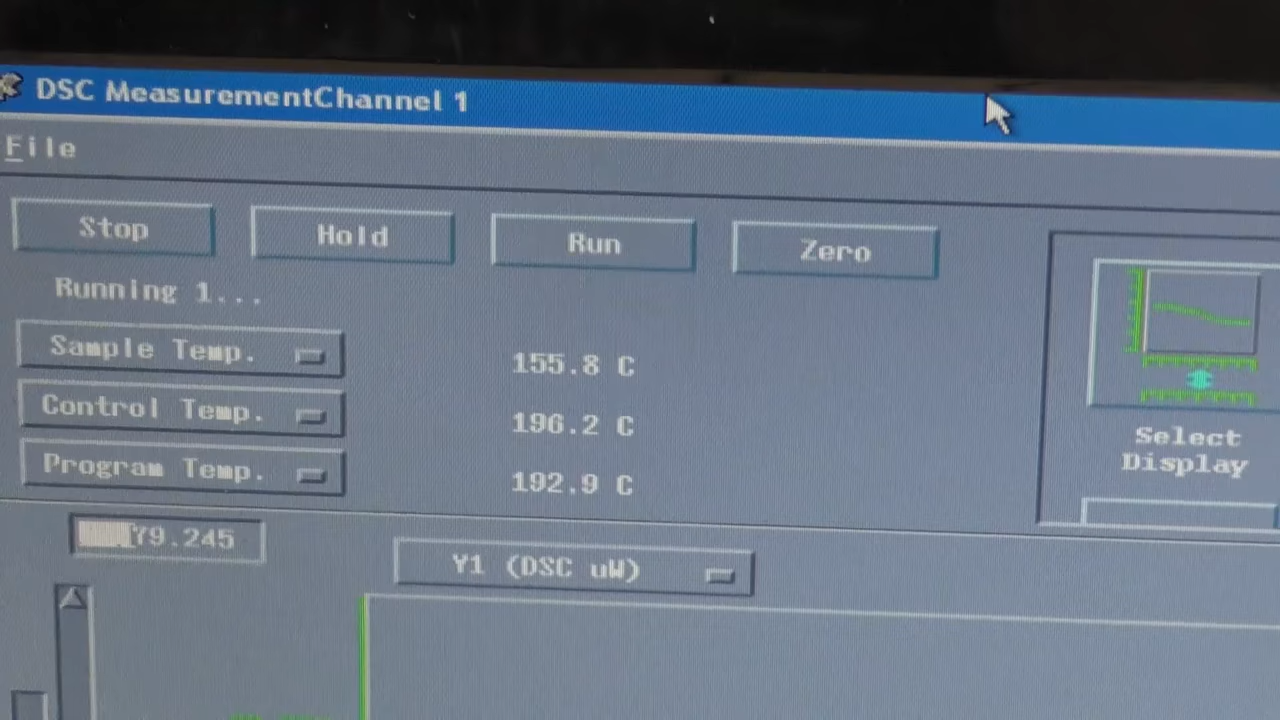 DSC MeasurementChannel 1
File
Stop Hold Run Zero
Running 1...
Sample Temp. 155.8 C
Control Temp. 196.2 C
Program Temp. 192.9 C
Select
Display
79.245
Y1 (DSC uW)